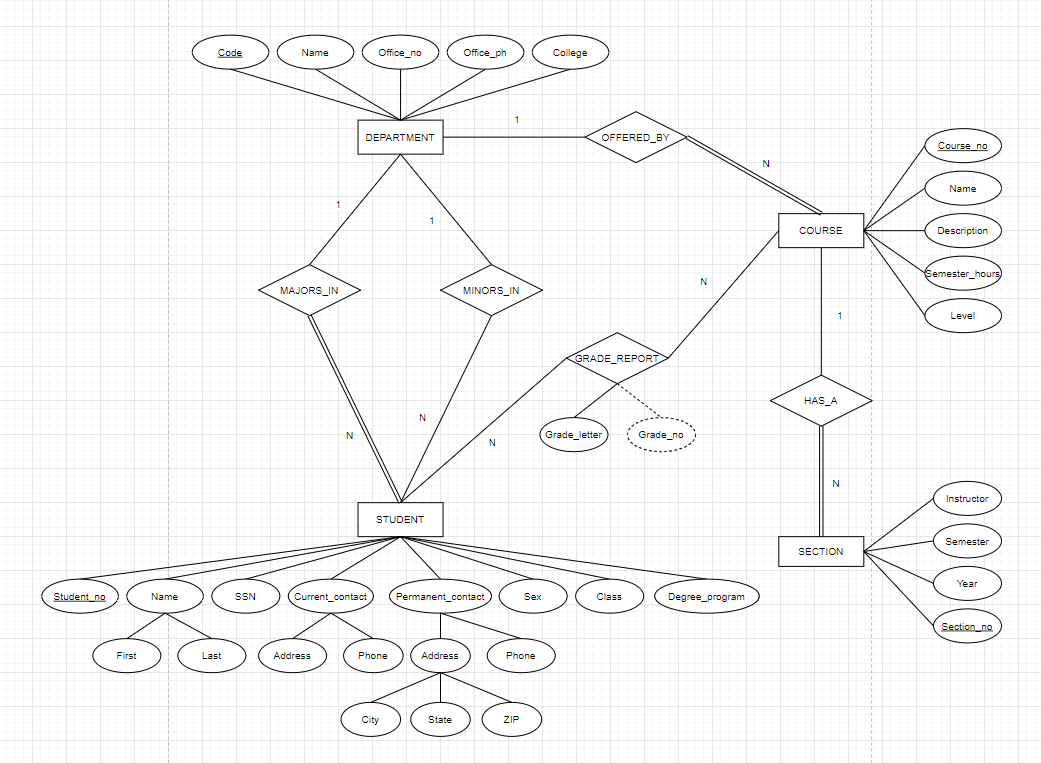 Code
Name
Office_no
Office_ph
College
1
DEPARTMENT
OFFERED_BY
Course_no
N
Name
1
1
COURSE
Description
Semester_hours
N
MAJORS_IN
MINORS_IN
1
Level
GRADE_REPORT
HAS_A
N
N
Grade_letter
Grade_no
N
N
Instructor
STUDENT
Semester
SECTION
Year
Section_no
Student_no
Name
SSN
Current_contact
Permanent_contact
Sex
Class
Degree_program
First
Last
Address
Phone
Address
Phone
City
State
ZIP